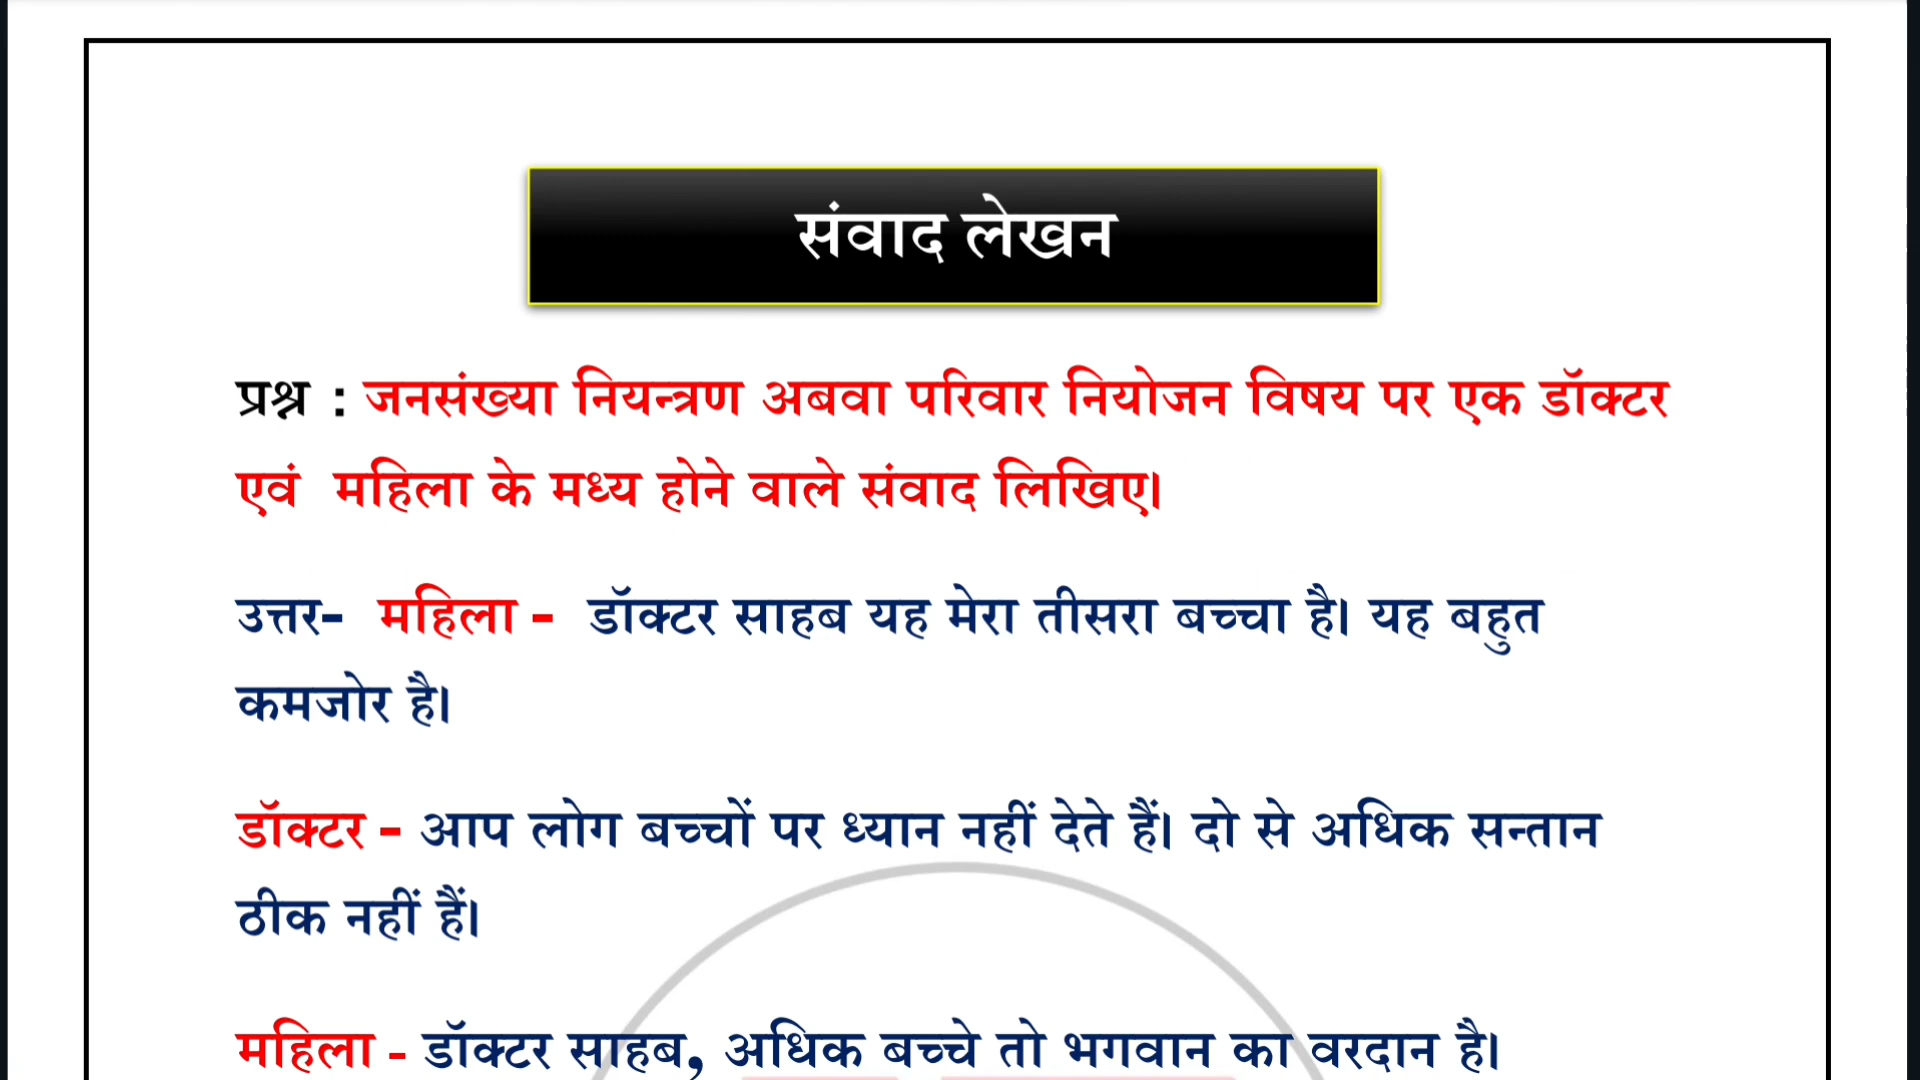 संवाद लेखन
प्रश्न : जनसंख्या नियन्त्रण अबवा परिवार नियोजन विषय पर एक डॉक्टर
एवं महिला के मध्य होने वाले संवाद लिखिए।
उत्तर- महिला - डॉक्टर साहब यह मेरा तीसरा बच्चा है। यह बहुत
कमजोर है।
डॉक्टर - आप लोग बच्चों पर ध्यान नहीं देते हैं। दो से अधिक सन्तान
ठीक नहीं हैं।
महिला - डॉक्टर साहब, अधिक बच्चे तो भगवान का वरदान है।